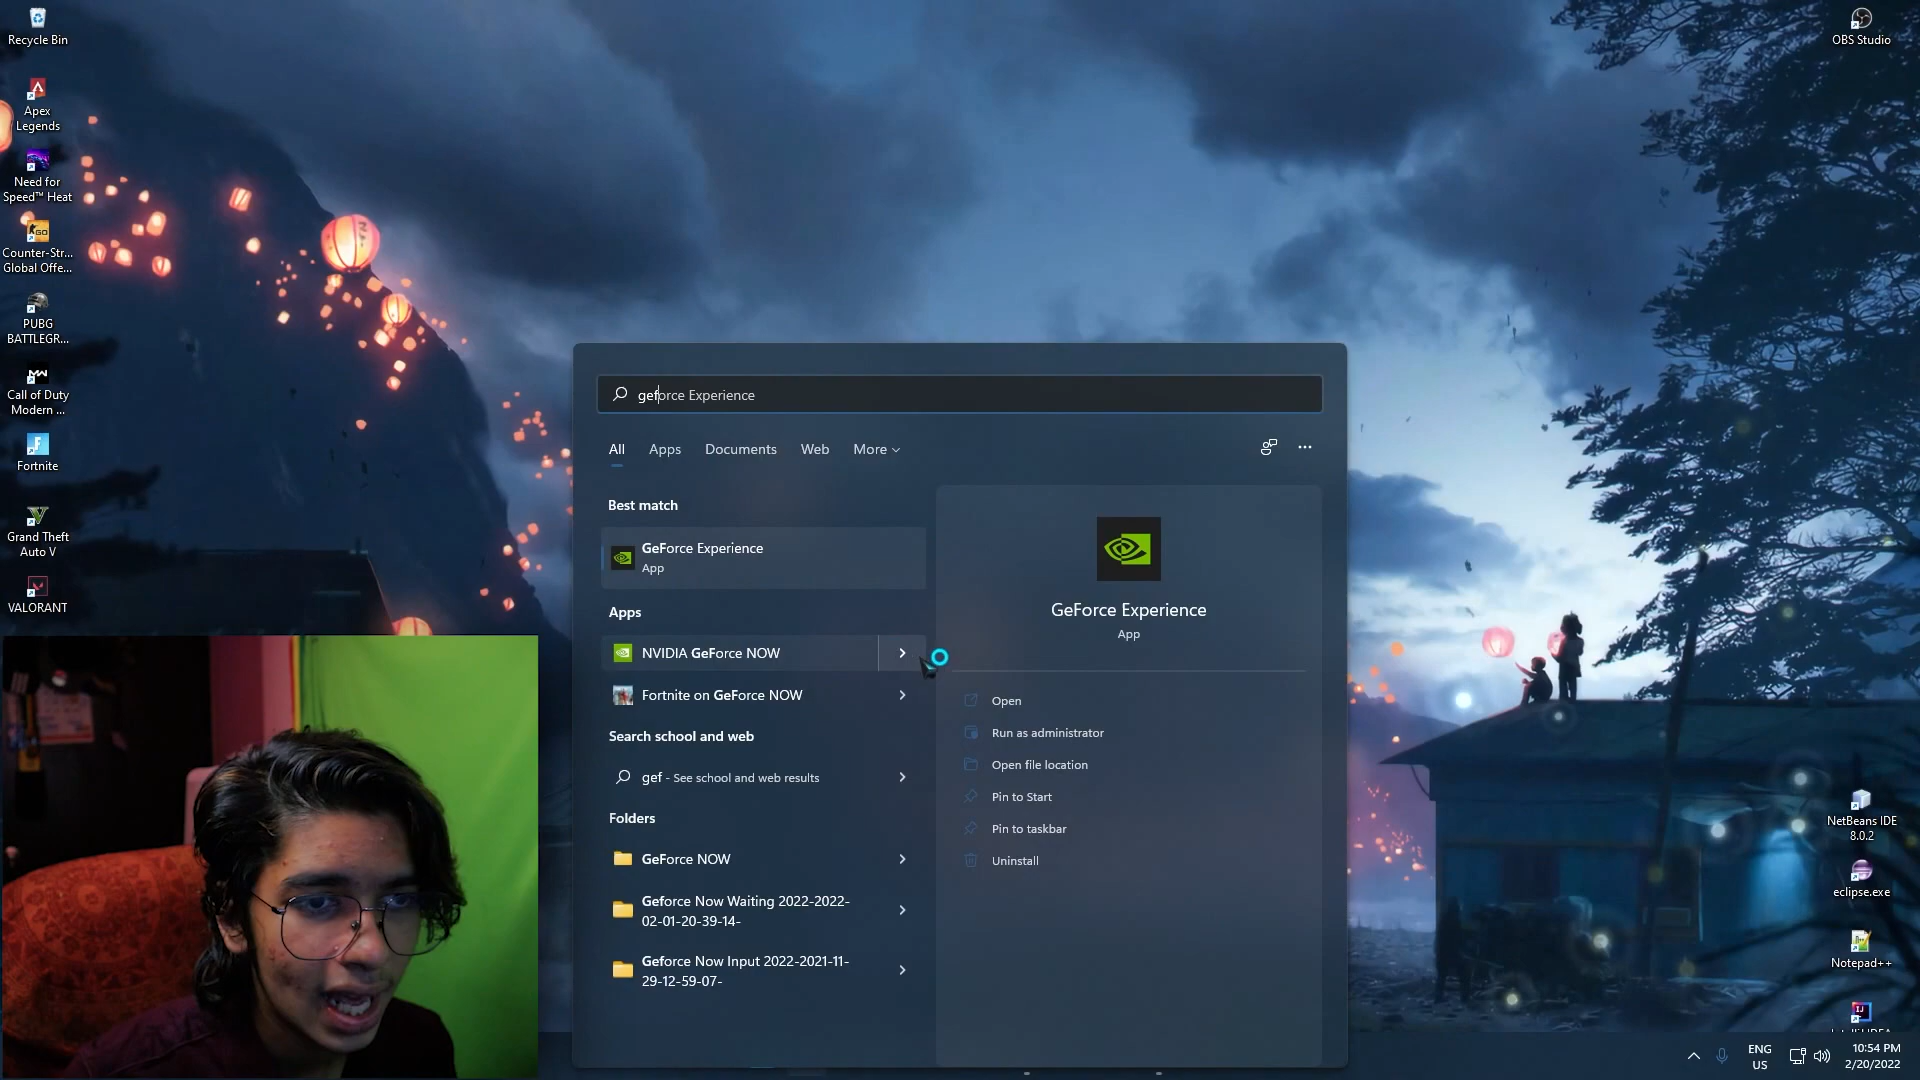 Recycle Bin
Apex
Legends
Need for
Speed™ Heat
Counter-Str...
Global Offe...
PUBG
BATTLEGR...
Call of Duty
Modern ...
Fortnite
Grand Theft
Auto V
VALORANT
OBS Studio
geforce Experience
All
Apps
Documents
Web
More
Best match
GeForce Experience
App
Apps
NVIDIA GeForce NOW
Fortnite on GeForce NOW
Search school and web
gef - See school and web results
Folders
GeForce NOW
Geforce Now Waiting 2022-2022-
02-01-20-39-14-
Geforce Now Input 2022-2021-11-
29-12-59-07-
GeForce Experience
App
Open
Run as administrator
Open file location
Pin to Start
Pin to taskbar
Uninstall
NetBeans IDE
8.0.2
eclipse.exe
Notepad++
ENG
US
10:54 PM
2/20/2022